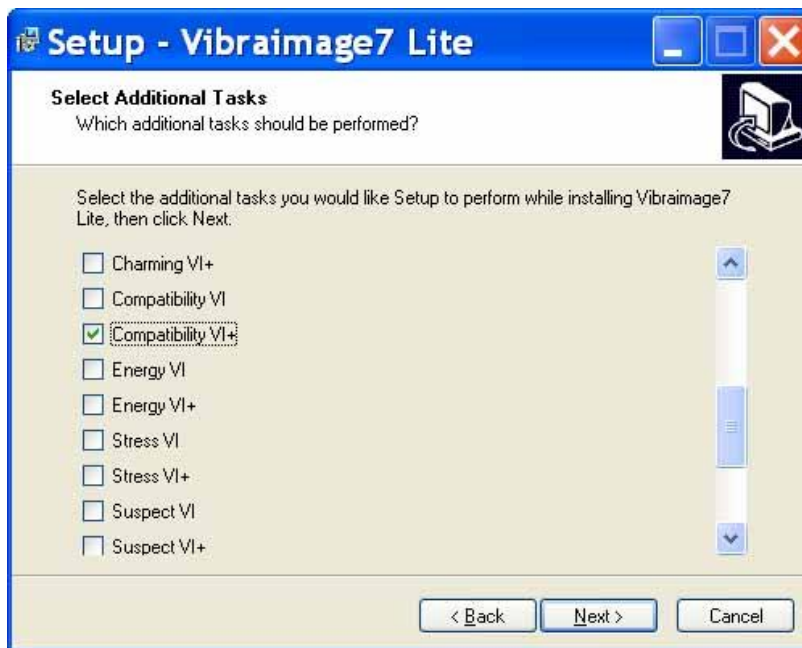 Setup - Vibraimage7 Lite
Select Additional Tasks
Which additional tasks should be performed?
Select the additional tasks you would like Setup to perform while installing Vibraimage7
Lite, then click Next.
Charming VI+
Compatibility VI
Compatibility VI+
Energy VI
Energy VI+
Stress VI
Stress VI+
Suspect VI
Suspect VI+
< Back Next > Cancel